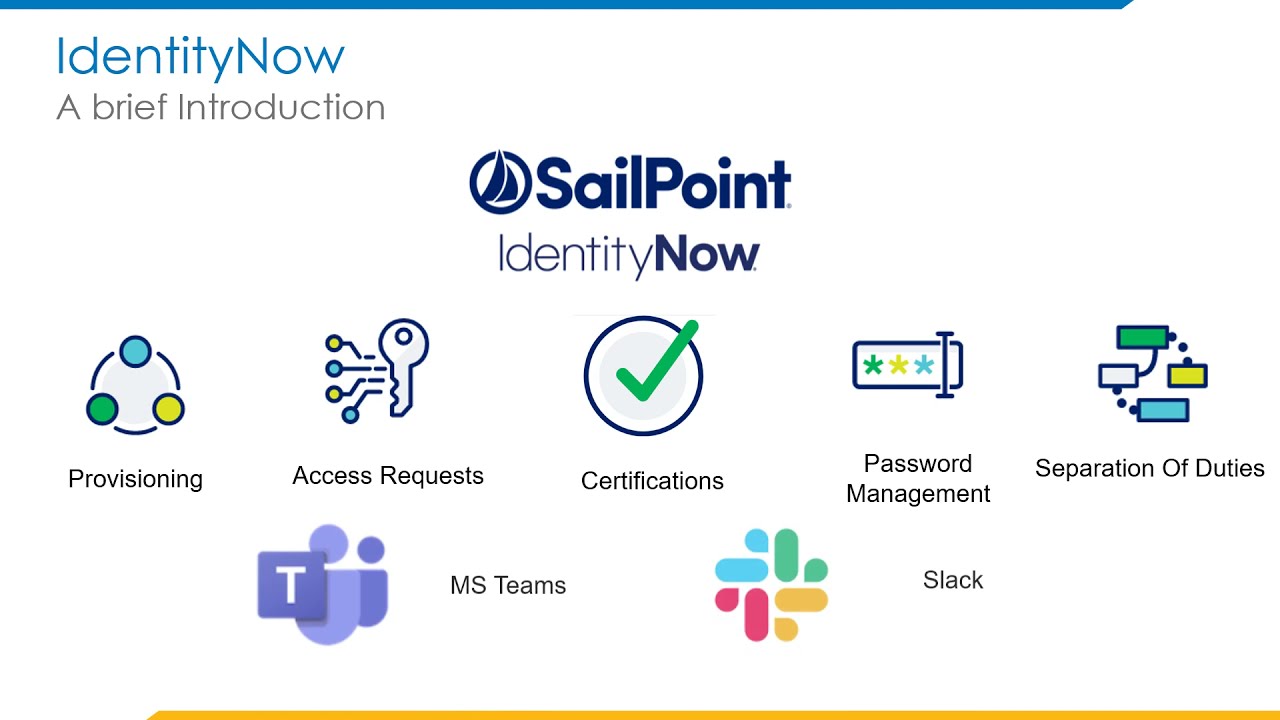 IdentityNow
A brief Introduction
SailPoint
IdentityNow
Provisioning
Access Requests
Certifications
***
Password
Management
Separation Of Duties
T
MS Teams
Slack